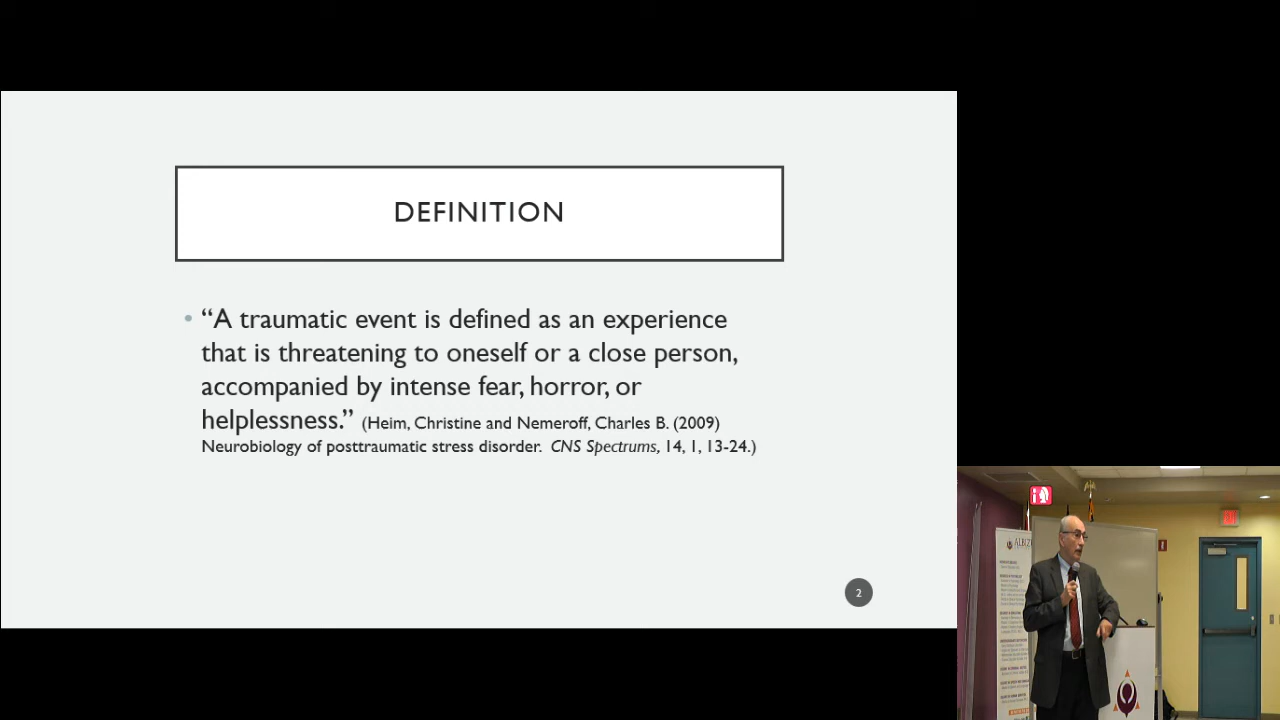 DEFINITION
• “A traumatic event is defined as an experience
that is threatening to oneself or a close person,
accompanied by intense fear, horror, or
helplessness.” (Heim, Christine and Nemeroff, Charles B. (2009)
Neurobiology of posttraumatic stress disorder. CNS Spectrums, 14, 1, 13-24.)
2
ALBIZ